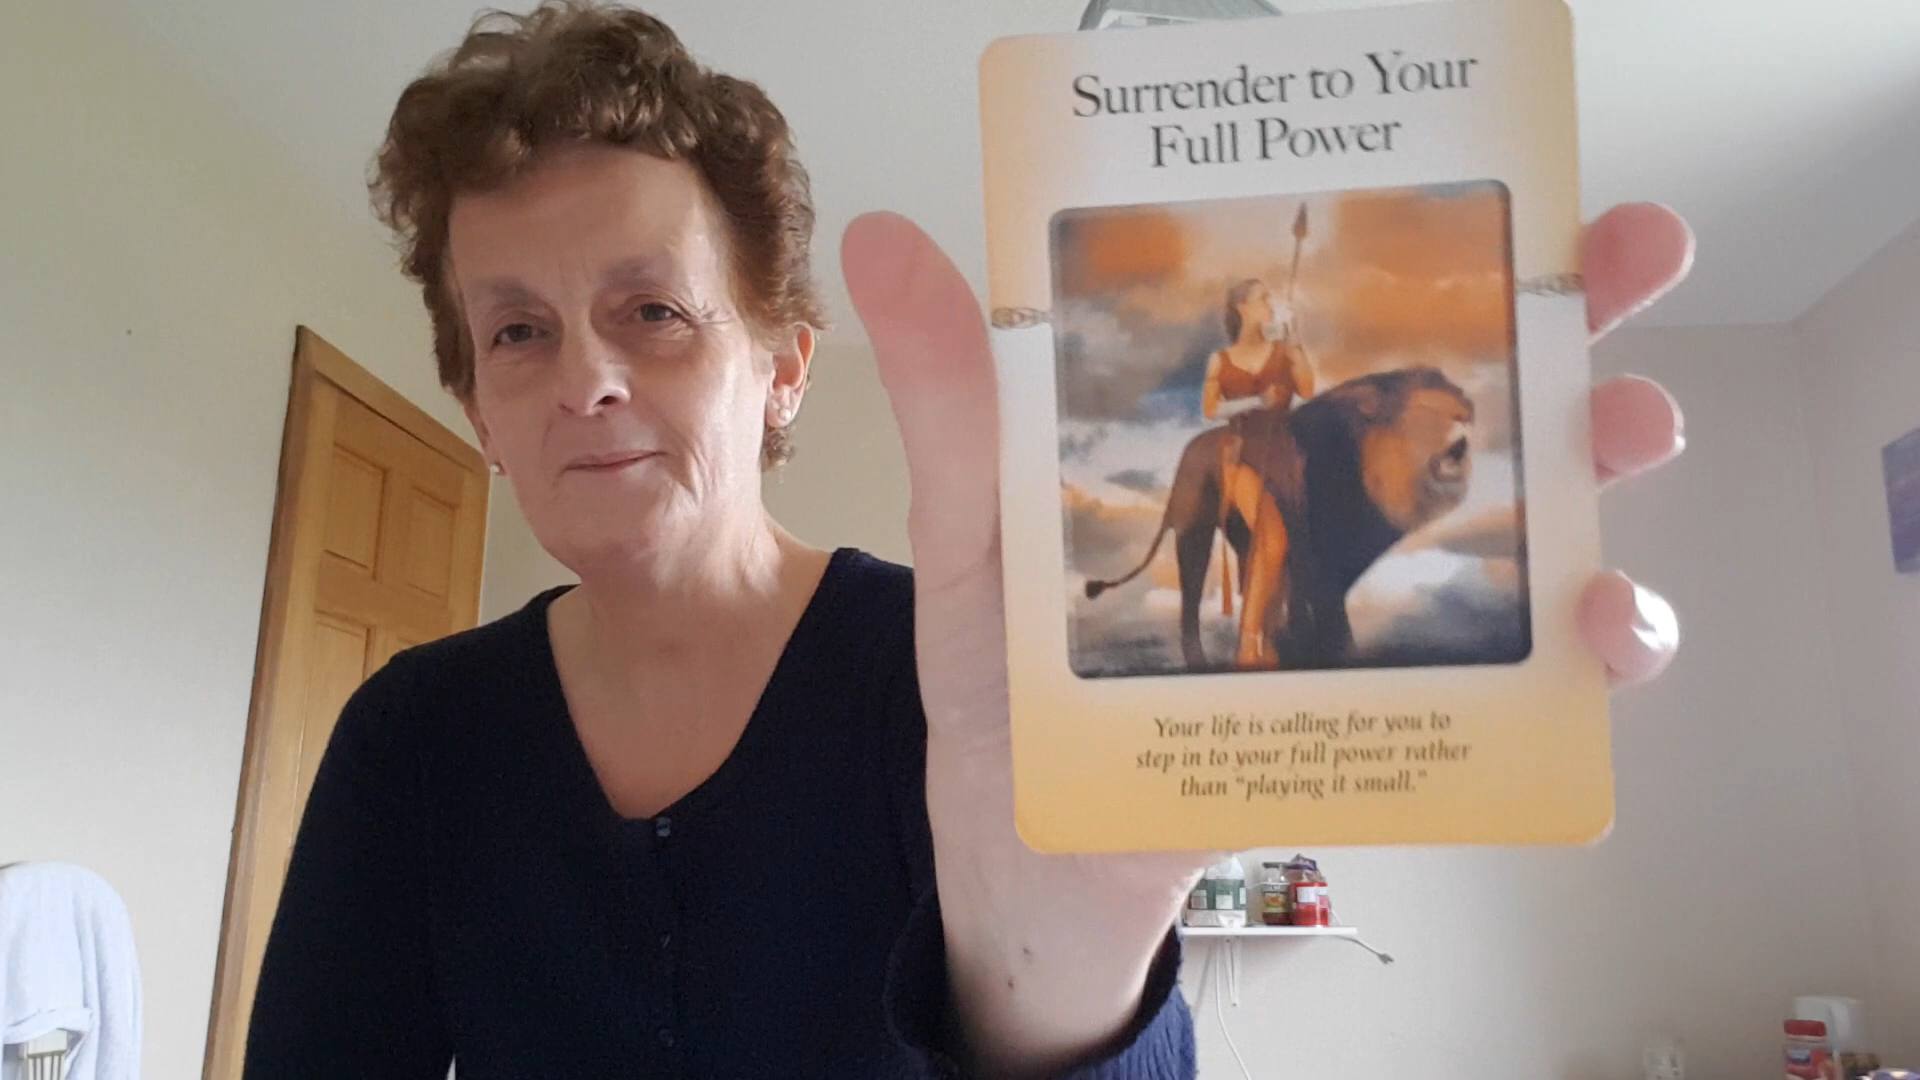 Surrender to Your
Full Power
Your life is calling for you to
step in to your full power rather
than “playing it small.”